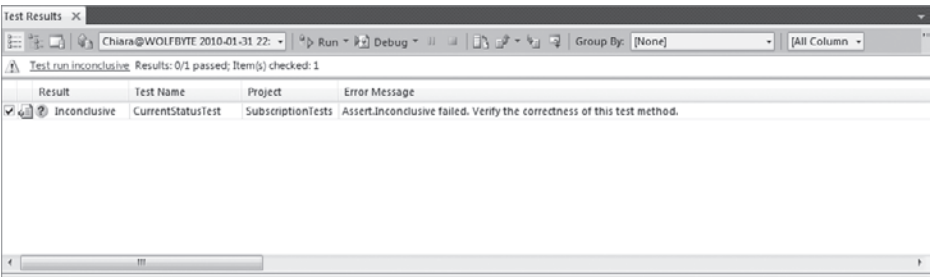 Test Results
Chiara@WOLFBYTE 2010-01-31 22: Run Debug Group By: [None] [All Column
Test run inconclusive Results: 0/1 passed; Item(s) checked: 1
Result Test Name Project Error Message
Inconclusive CurrentStatusTest SubscriptionTests Assert.Inconclusive failed. Verify the correctness of this test method.